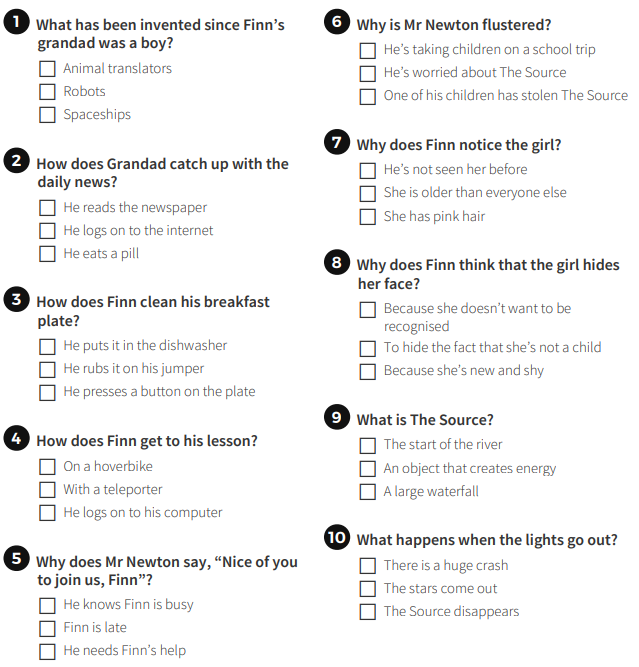 1 What has been invented since Finn’s
grandad was a boy?
Animal translators
Robots
Spaceships
2 How does Grandad catch up with the
daily news?
He reads the newspaper
He logs on to the internet
He eats a pill
3 How does Finn clean his breakfast
plate?
He puts it in the dishwasher
He rubs it on his jumper
He presses a button on the plate
4 How does Finn get to his lesson?
On a hoverbike
With a teleporter
He logs on to his computer
5 Why does Mr Newton say, “Nice of you
to join us, Finn”?
He knows Finn is busy
Finn is late
He needs Finn’s help
6 Why is Mr Newton flustered?
He’s taking children on a school trip
He’s worried about The Source
One of his children has stolen The Source
7 Why does Finn notice the girl?
He’s not seen her before
She is older than everyone else
She has pink hair
8 Why does Finn think that the girl hides
her face?
Because she doesn’t want to be
recognised
To hide the fact that she’s not a child
Because she’s new and shy
9 What is The Source?
The start of the river
An object that creates energy
A large waterfall
10 What happens when the lights go out?
There is a huge crash
The stars come out
The Source disappears